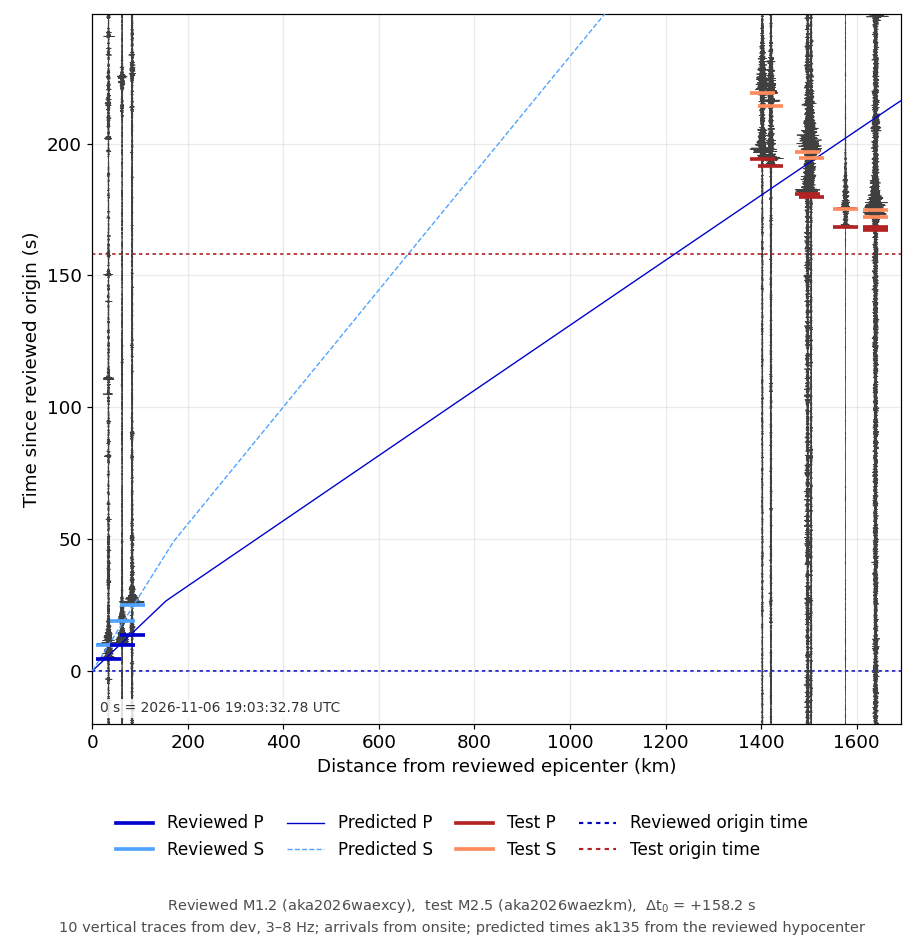 Time since reviewed origin (s)
200
150
100
50
0
0 s = 2026-11-06 19:03:32.78 UTC
0 200 400 600 800 1000 1200 1400 1600
Distance from reviewed epicenter (km)
Reviewed P Predicted P Test P Reviewed origin time
Reviewed S Predicted S Test S Test origin time
Reviewed M1.2 (aka2026waexcy), test M2.5 (aka2026waezkm), Δt₀ = +158.2 s
10 vertical traces from dev, 3–8 Hz; arrivals from onsite; predicted times ak135 from the reviewed hypocenter